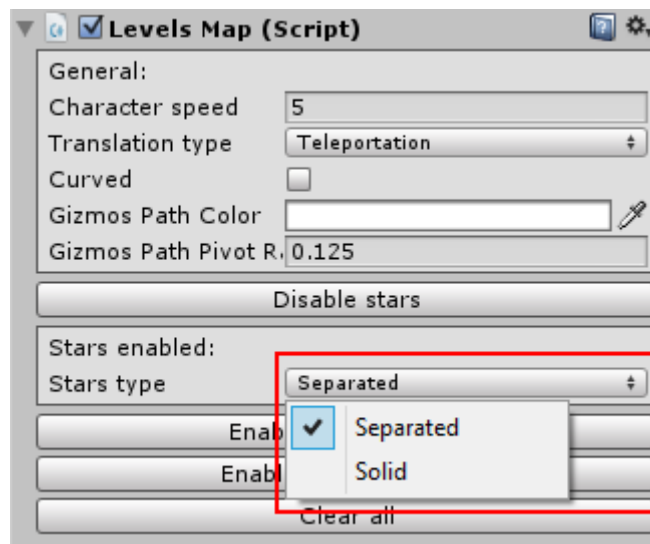 Levels Map (Script)
General:
Character speed 5
Translation type Teleportation
Curved
Gizmos Path Color
Gizmos Path Pivot R 0.125
Disable stars
Stars enabled:
Stars type Separated
Separated
Solid
Clear all